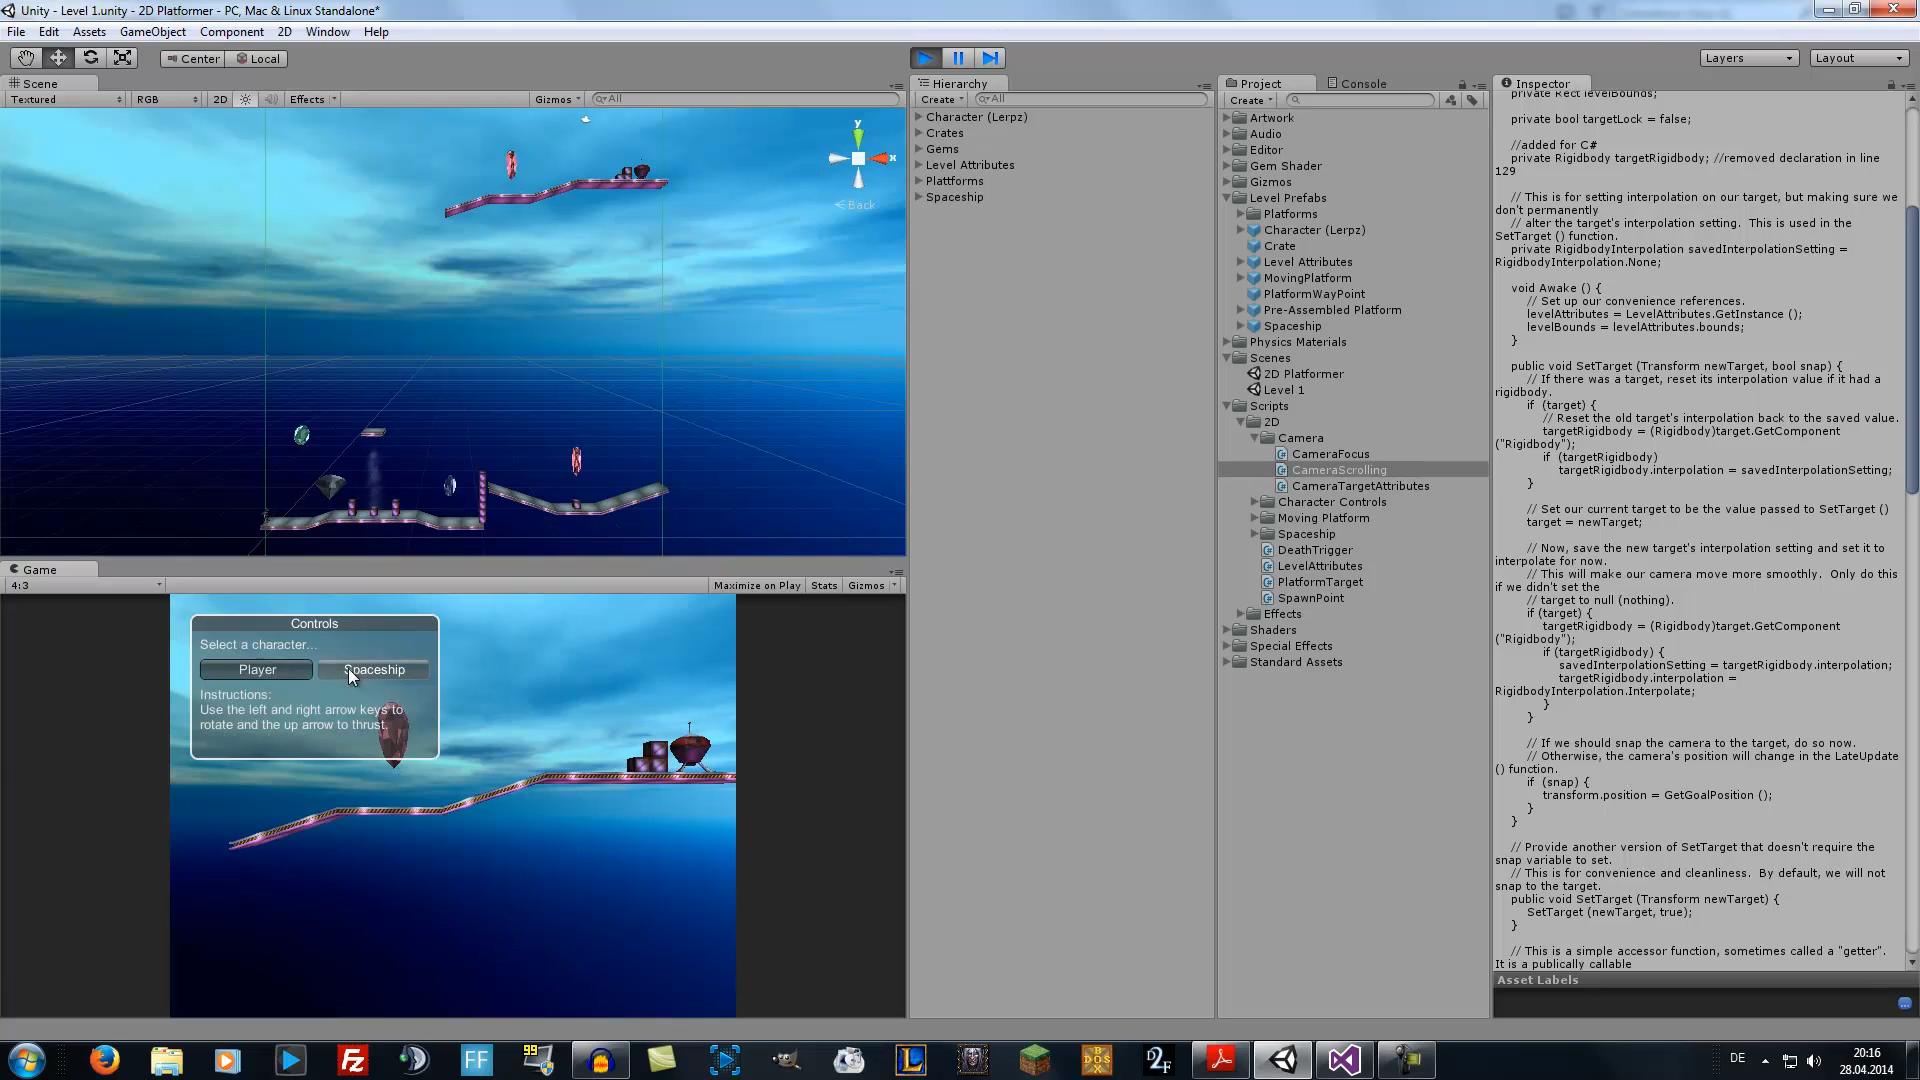 Unity - Level 1.unity - 2D Platformer - PC, Mac & Linux Standalone*
File Edit Assets GameObject Component 2D Window Help
Center Local
Layers Layout
Scene
Textured RGB 2D Effects Gizmos All
y
x
Back
Game
4:3 Maximize on Play Stats Gizmos
Controls
Select a character...
Player Spaceship
Instructions:
Use the left and right arrow keys to
rotate and the up arrow to thrust.
Hierarchy
Create All
Character (Lerpz)
Crates
Gems
Level Attributes
Plattforms
Spaceship
Project Console
Create
Artwork
Audio
Editor
Gem Shader
Gizmos
Level Prefabs
Platforms
Character (Lerpz)
Crate
Level Attributes
MovingPlatform
PlatformWayPoint
Pre-Assembled Platform
Spaceship
Physics Materials
Scenes
2D Platformer
Level 1
Scripts
2D
Camera
CameraFocus
CameraScrolling
CameraTargetAttributes
Character Controls
Moving Platform
Spaceship
DeathTrigger
LevelAttributes
PlatformTarget
SpawnPoint
Effects
Shaders
Special Effects
Standard Assets
Inspector
private Rect levelBounds;
private bool targetLock = false;
//added for C#
private Rigidbody targetRigidbody; //removed declaration in line
129
// This is for setting interpolation on our target, but making sure we
don't permanently
// alter the target's interpolation setting.  This is used in the
SetTarget () function.
private RigidbodyInterpolation savedInterpolationSetting =
RigidbodyInterpolation.None;
void Awake () {
// Set up our convenience references.
levelAttributes = LevelAttributes.GetInstance ();
levelBounds = levelAttributes.bounds;
}
public void SetTarget (Transform newTarget, bool snap) {
// If there was a target, reset its interpolation value if it had a
rigidbody.
if  (target) {
// Reset the old target's interpolation back to the saved value.
targetRigidbody = (Rigidbody)target.GetComponent
("Rigidbody");
if  (targetRigidbody)
targetRigidbody.interpolation = savedInterpolationSetting;
}
// Set our current target to be the value passed to SetTarget ()
target = newTarget;
// Now, save the new target's interpolation setting and set it to
interpolate for now.
// This will make our camera move more smoothly.  Only do this
if we didn't set the
// target to null (nothing).
if (target) {
targetRigidbody = (Rigidbody)target.GetComponent
("Rigidbody");
if (targetRigidbody) {
savedInterpolationSetting = targetRigidbody.interpolation;
targetRigidbody.interpolation =
RigidbodyInterpolation.Interpolate;
}
}
// If we should snap the camera to the target, do so now.
// Otherwise, the camera's position will change in the LateUpdate
() function.
if  (snap) {
transform.position = GetGoalPosition ();
}
}
// Provide another version of SetTarget that doesn't require the
snap variable to set.
// This is for convenience and cleanliness.  By default, we will not
snap to the target.
public void SetTarget (Transform newTarget) {
SetTarget (newTarget, true);
}
// This is a simple accessor function, sometimes called a "getter".
It is a publically callable
Asset Labels
FF 99 L BOX DOS 2F
DE
20:16
28.04.2014